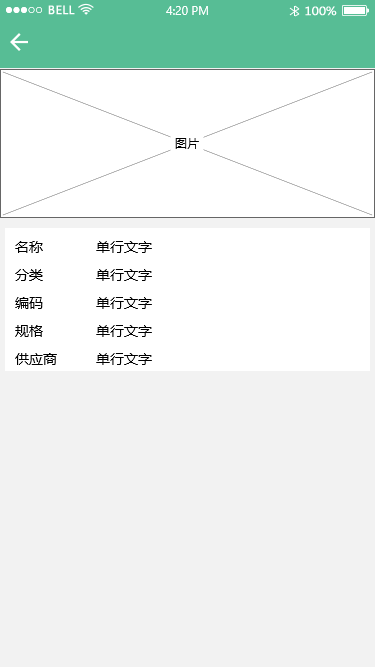 BELL 4:20 PM 100%
图片
名称 单行文字
分类 单行文字
编码 单行文字
规格 单行文字
供应商 单行文字